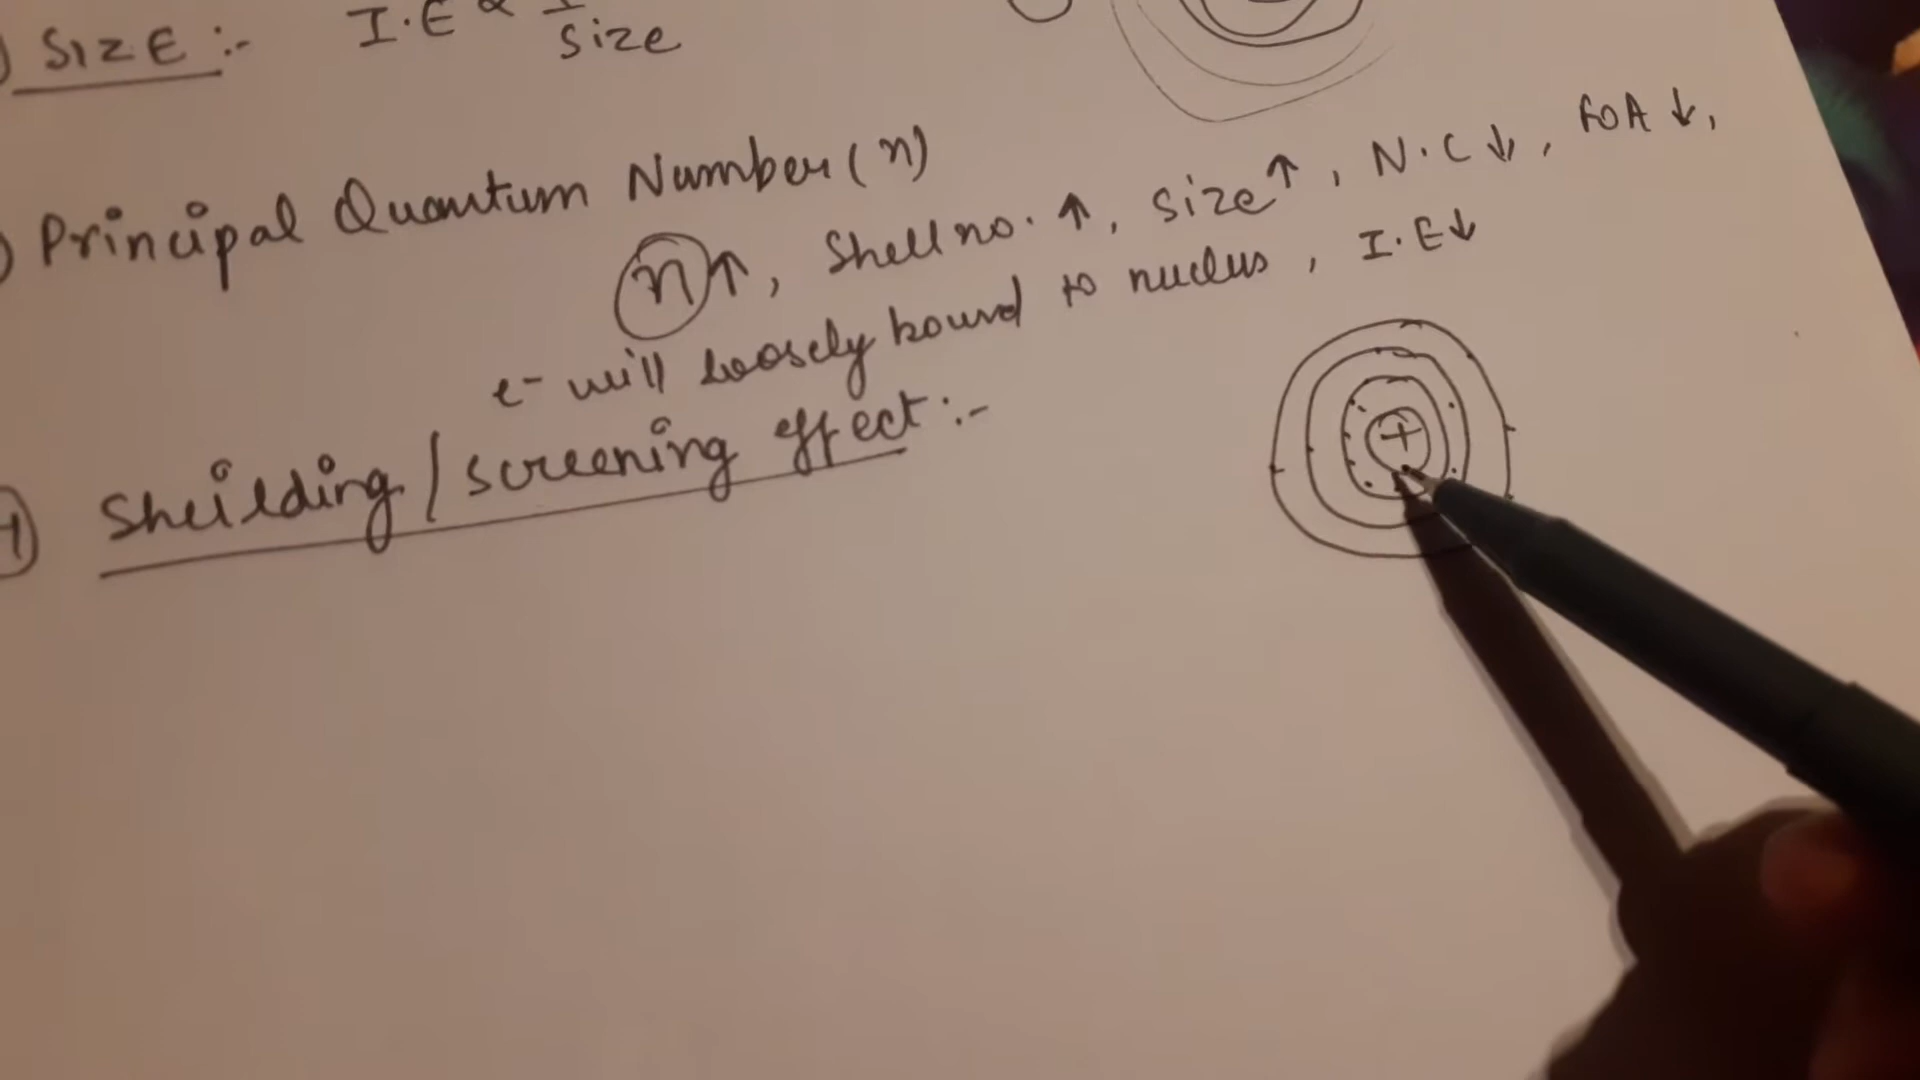 SIZE :- I.E ∝ 1/size
Principal Quantum Number (n)
n↑, Shell no. ↑, size↑, N.C↓, FOA↓,
e- will loosely bound to nucleus, I.E↓
4) Sheilding/screening effect :-
+